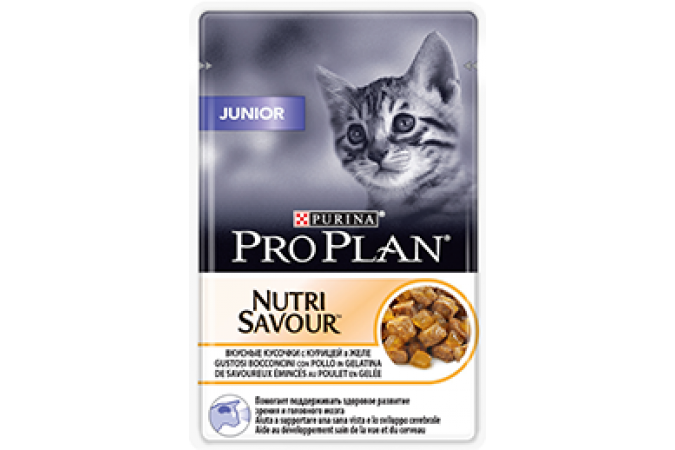 JUNIOR
PURINA®
PRO PLAN®
NUTRI
SAVOUR™
ВКУСНЫЕ КУСОЧКИ с КУРИЦЕЙ в ЖЕЛЕ
GUSTOSI BOCCONCINI CON POLLO IN GELATINA
DE SAVOUREUX ÉMINCÉS AU POULET EN GELÉE
Помогает поддерживать здоровое развитие
зрения и головного мозга
Aiuta a supportare una sana vista e lo sviluppo cerebrale
Aide au développement sain de la vue et du cerveau